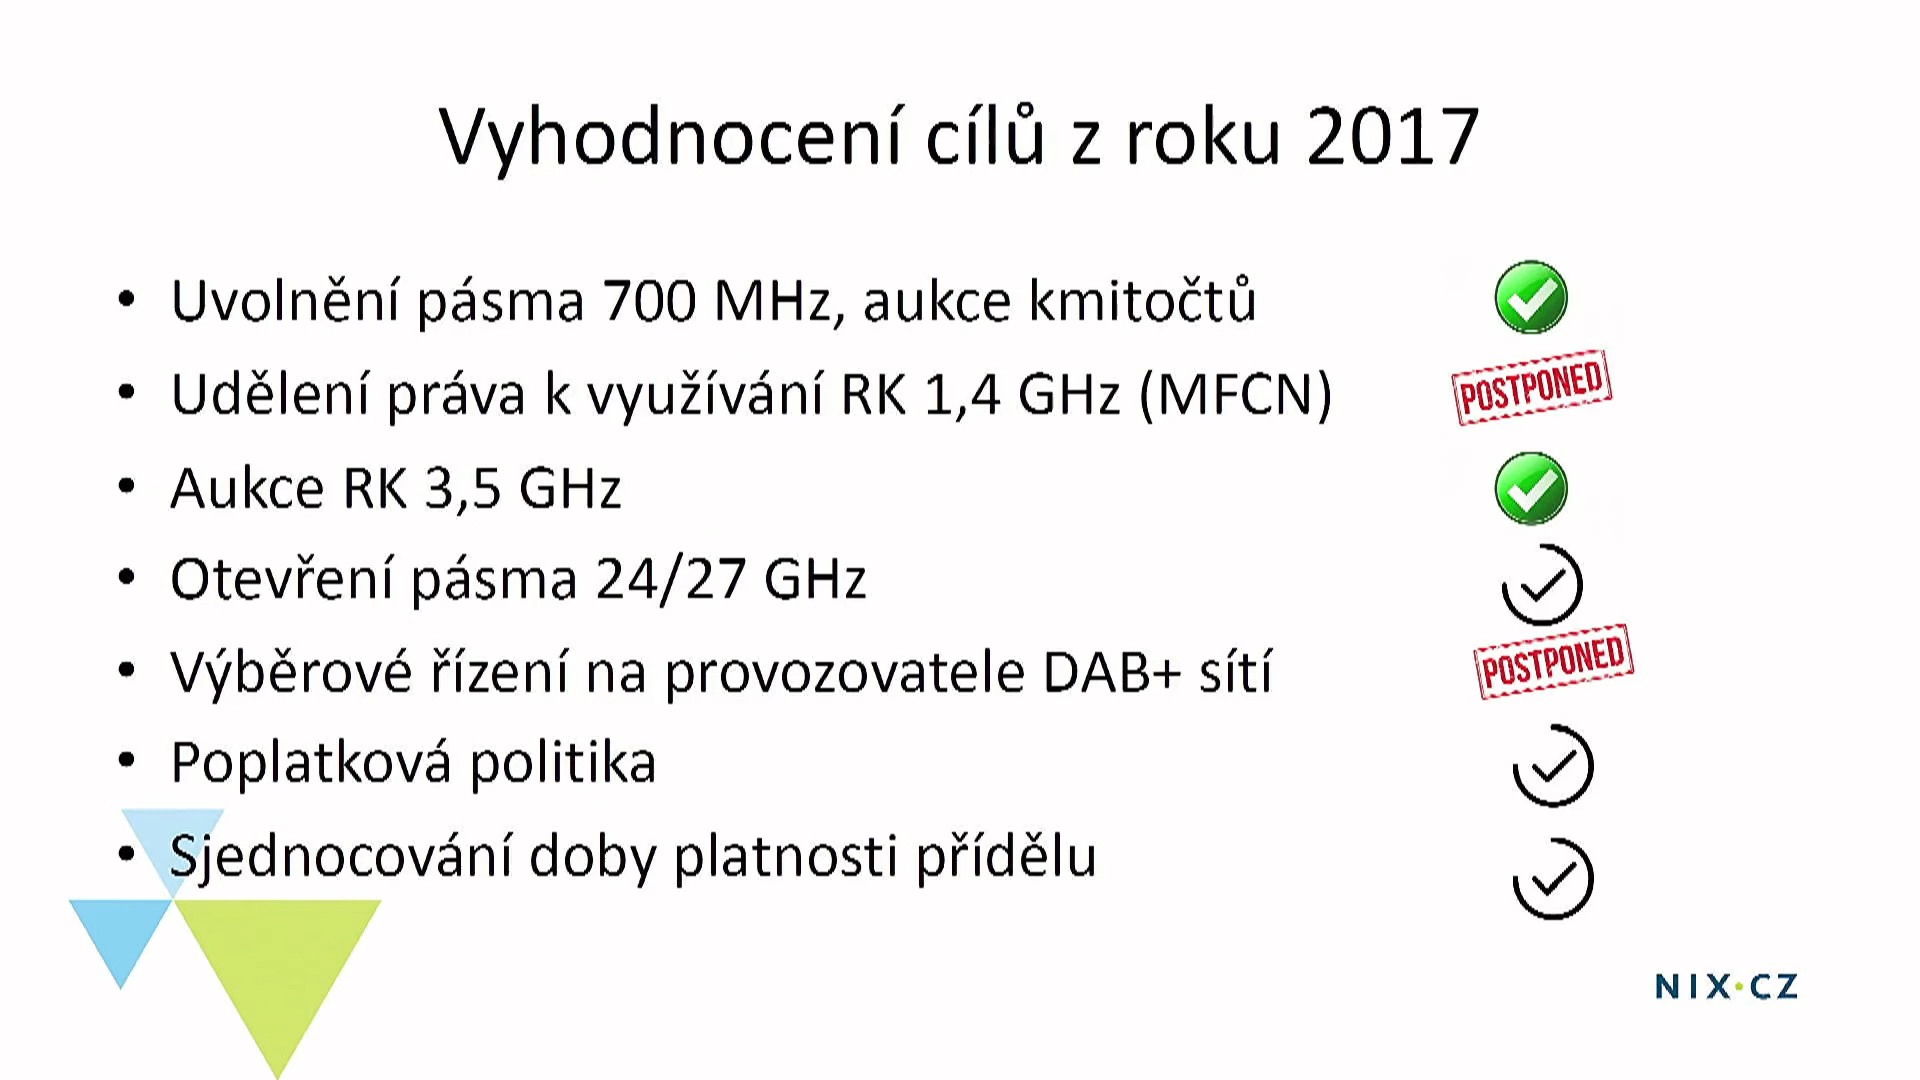 Vyhodnocení cílů z roku 2017
• Uvolnění pásma 700 MHz, aukce kmitočtů
• Udělení práva k využívání RK 1,4 GHz (MFCN)
POSTPONED
• Aukce RK 3,5 GHz
• Otevření pásma 24/27 GHz
• Výběrové řízení na provozovatele DAB+ sítí
POSTPONED
• Poplatková politika
• Sjednocování doby platnosti přídělu
NIX•CZ